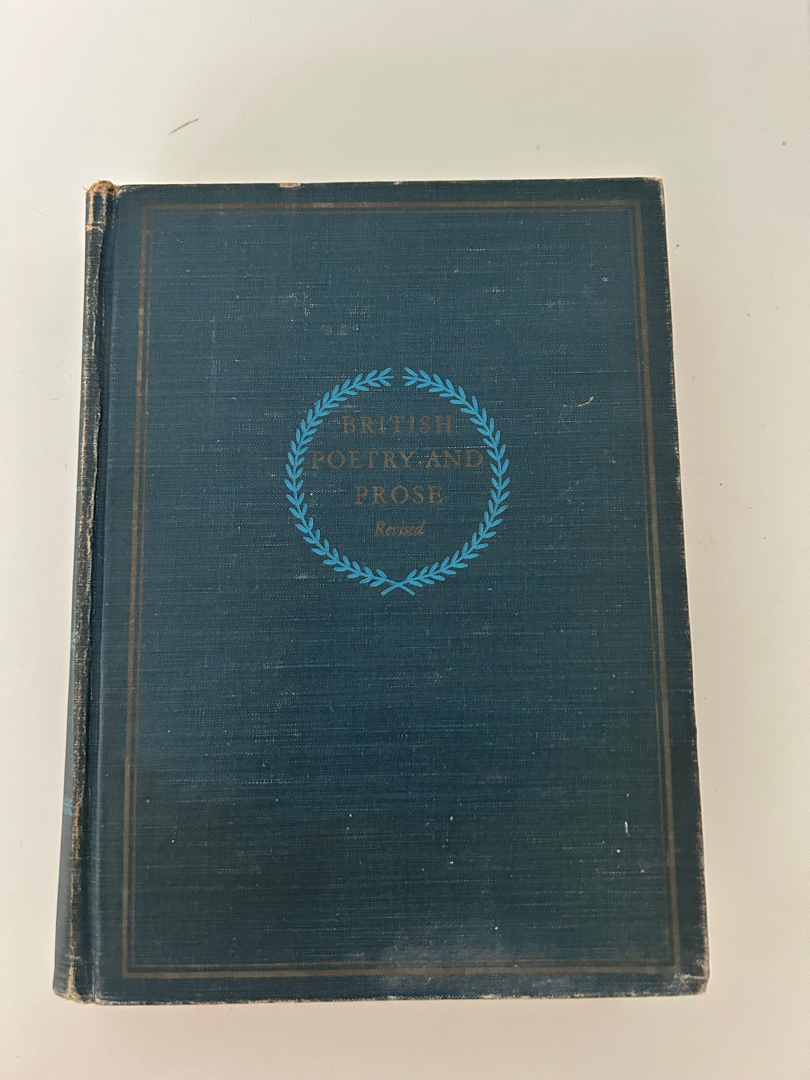 BRITISH
POETRY AND
PROSE
Revised